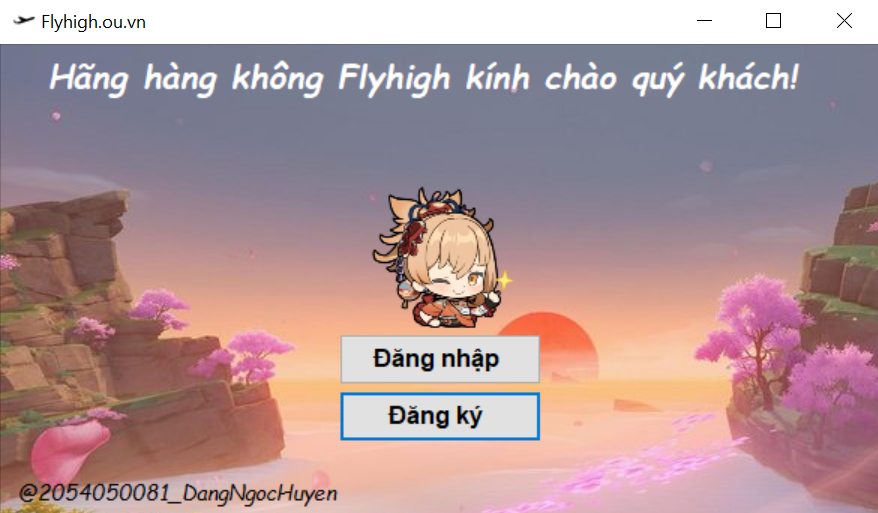 Flyhigh.ou.vn
Hãng hàng không Flyhigh kính chào quý khách!
Đăng nhập
Đăng ký
@2054050081_DangNgocHuyen